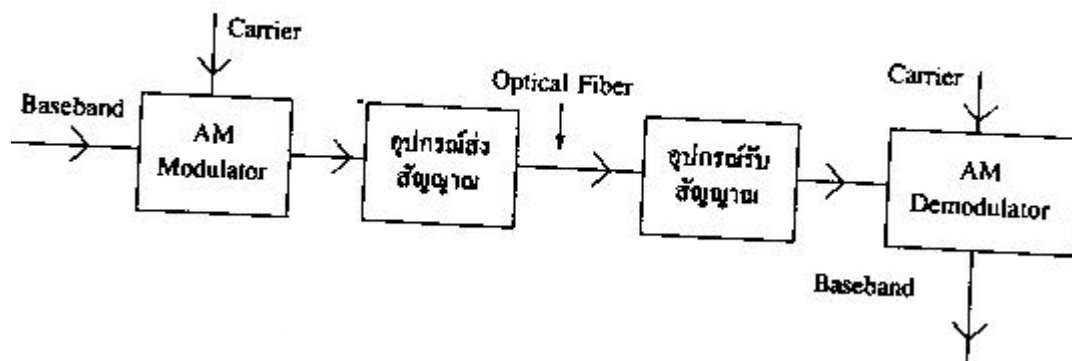 Carrier
Baseband
AM
Modulator
อุปกรณ์ส่ง
สัญญาณ
Optical Fiber
อุปกรณ์รับ
สัญญาณ
Carrier
AM
Demodulator
Baseband